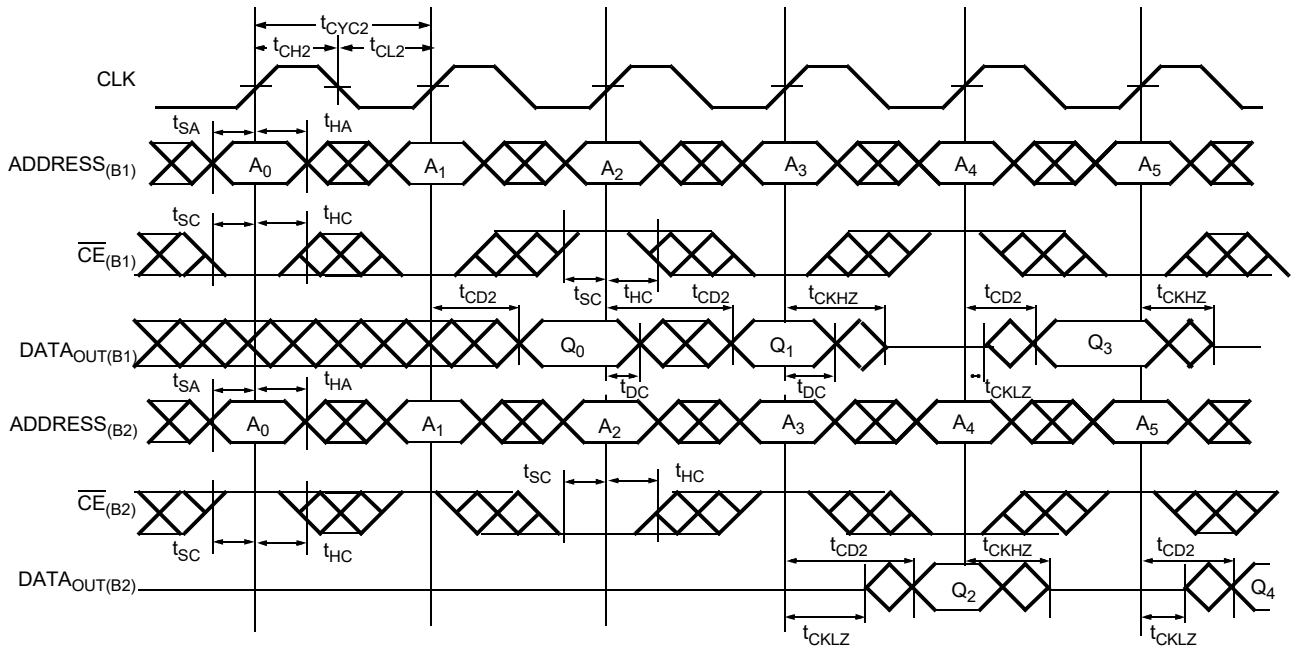 tCYC2
tCH2 tCL2
CLK
tSA tHA
ADDRESS(B1) A0 A1 A2 A3 A4 A5
tSC tHC
CE(B1)
tCD2 tSC tHC tCD2 tCKHZ tCD2 tCKHZ
DATAOUT(B1) Q0 Q1 Q3
tSA tHA tDC tDC tCKLZ
ADDRESS(B2) A0 A1 A2 A3 A4 A5
tSC tHC
CE(B2)
tSC tHC tCD2 tCKHZ tCD2
DATAOUT(B2) Q2 Q4
tCKLZ tCKLZ